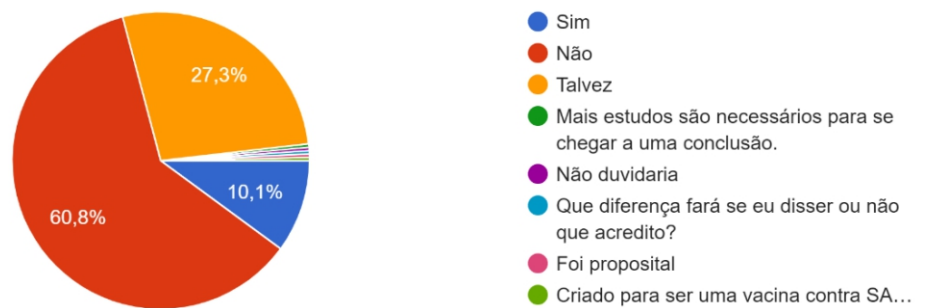 27,3%
10,1%
60,8%
Sim
Não
Talvez
Mais estudos são necessários para se
chegar a uma conclusão.
Não duvidaria
Que diferença fará se eu disser ou não
que acredito?
Foi proposital
Criado para ser uma vacina contra SA...